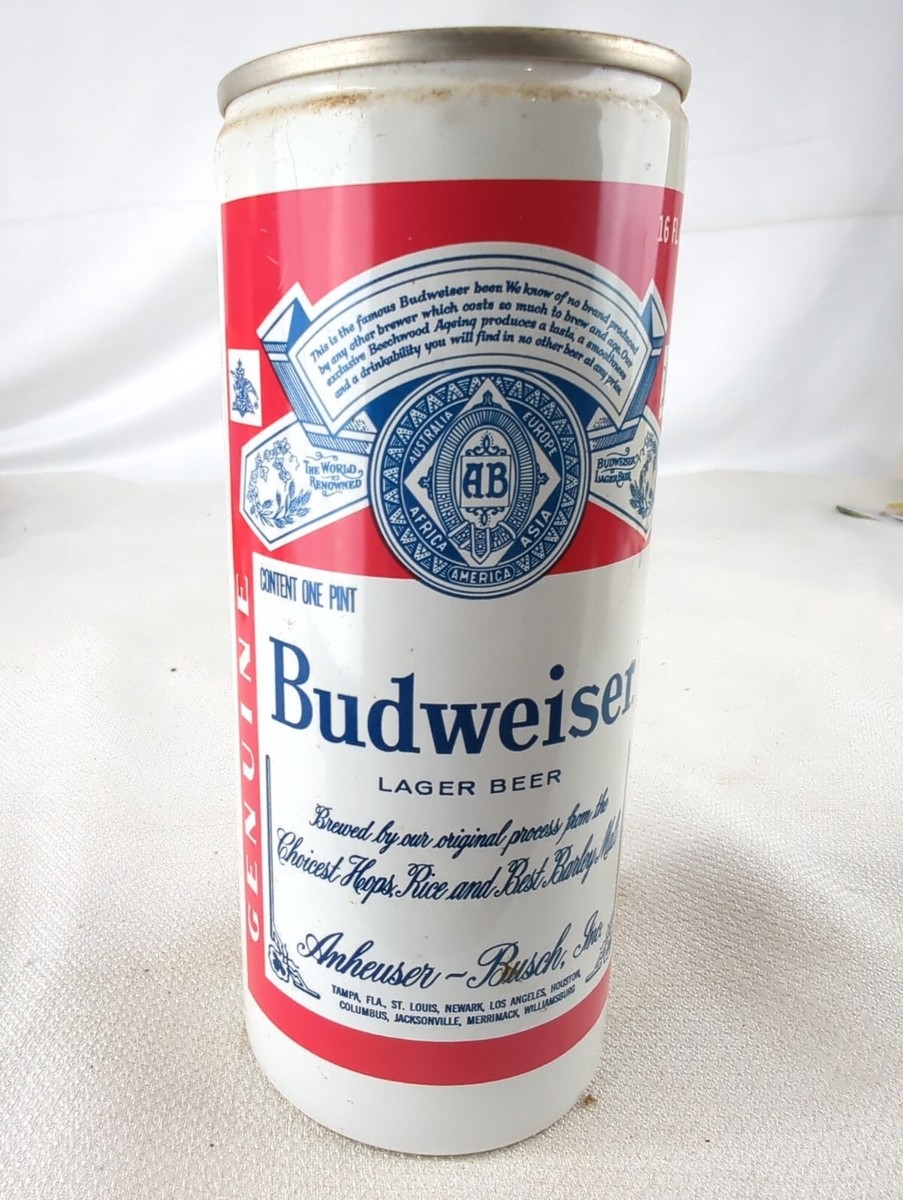 16 FL
This is the famous Budweiser beer. We know of no brand produced
by any other brewer which costs so much to brew and age. Our
exclusive Beechwood Ageing produces a taste, a smoothness
and a drinkability you will find in no other beer at any price.
AUSTRALIA
EUROPE
THE WORLD
RENOWNED
AB
BUDWEISER
LAGER BEER
AFRICA
ASIA
AMERICA
CONTENT ONE PINT
GENUINE
Budweiser
LAGER BEER
Brewed by our original process from the
Choicest Hops, Rice and Best Barley Malt
Anheuser-Busch, Inc.
TAMPA, FLA., ST. LOUIS, NEWARK, LOS ANGELES, HOUSTON,
COLUMBUS, JACKSONVILLE, MERRIMACK, WILLIAMSBURG